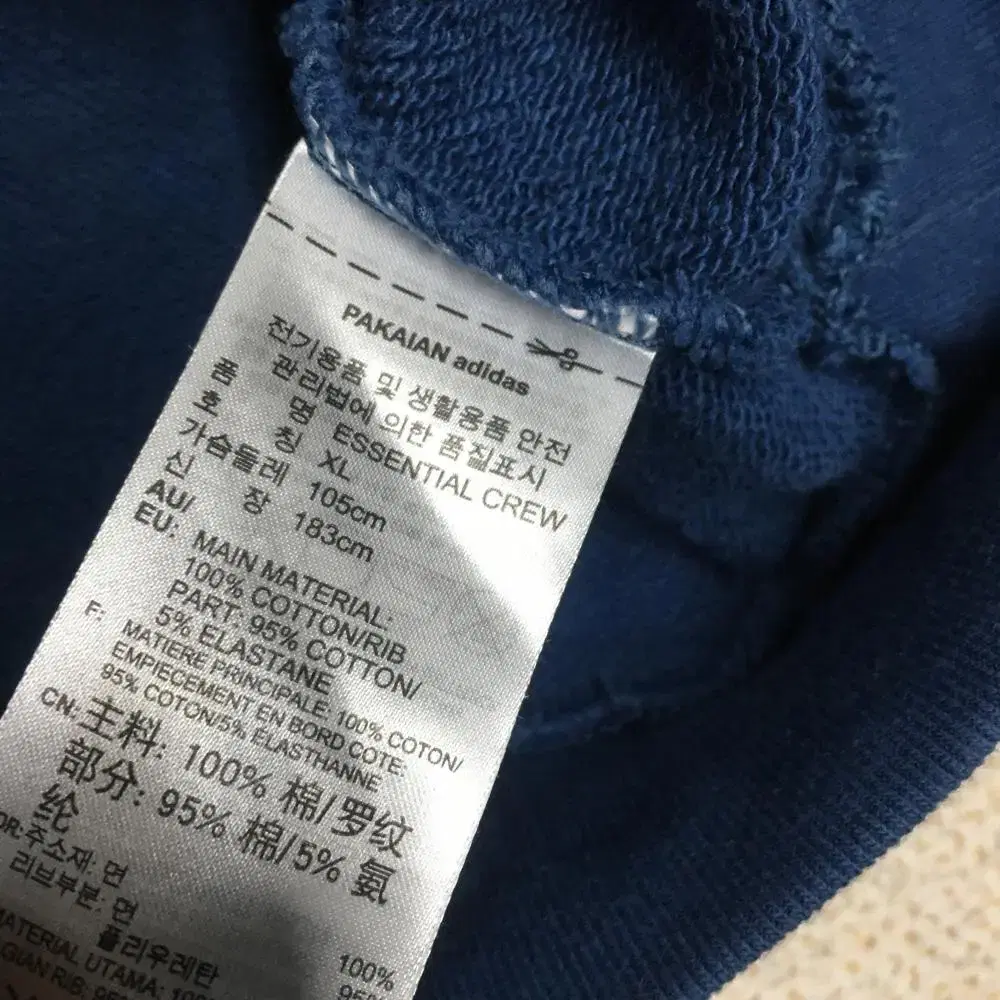 PAKAIAN adidas
전기용품 및 생활용품 안전
관리법에 의한 품질표시
품 명 ESSENTIAL CREW
호 칭 XL
가슴둘레 105cm
신 장 183cm
AU/
EU: MAIN MATERIAL:
100% COTTON/RIB
PART: 95% COTTON/
5% ELASTANE
F: MATIERE PRINCIPALE: 100% COTON/
EMPIECEMENT EN BORD COTE:
95% COTON/5% ELASTHANNE
CN: 主料: 100% 棉/罗纹
部分: 95% 棉/5% 氨
纶
주소재: 면
리브부분: 면
폴리우레탄
100%
MATERIAL UTAMA:
RIB: